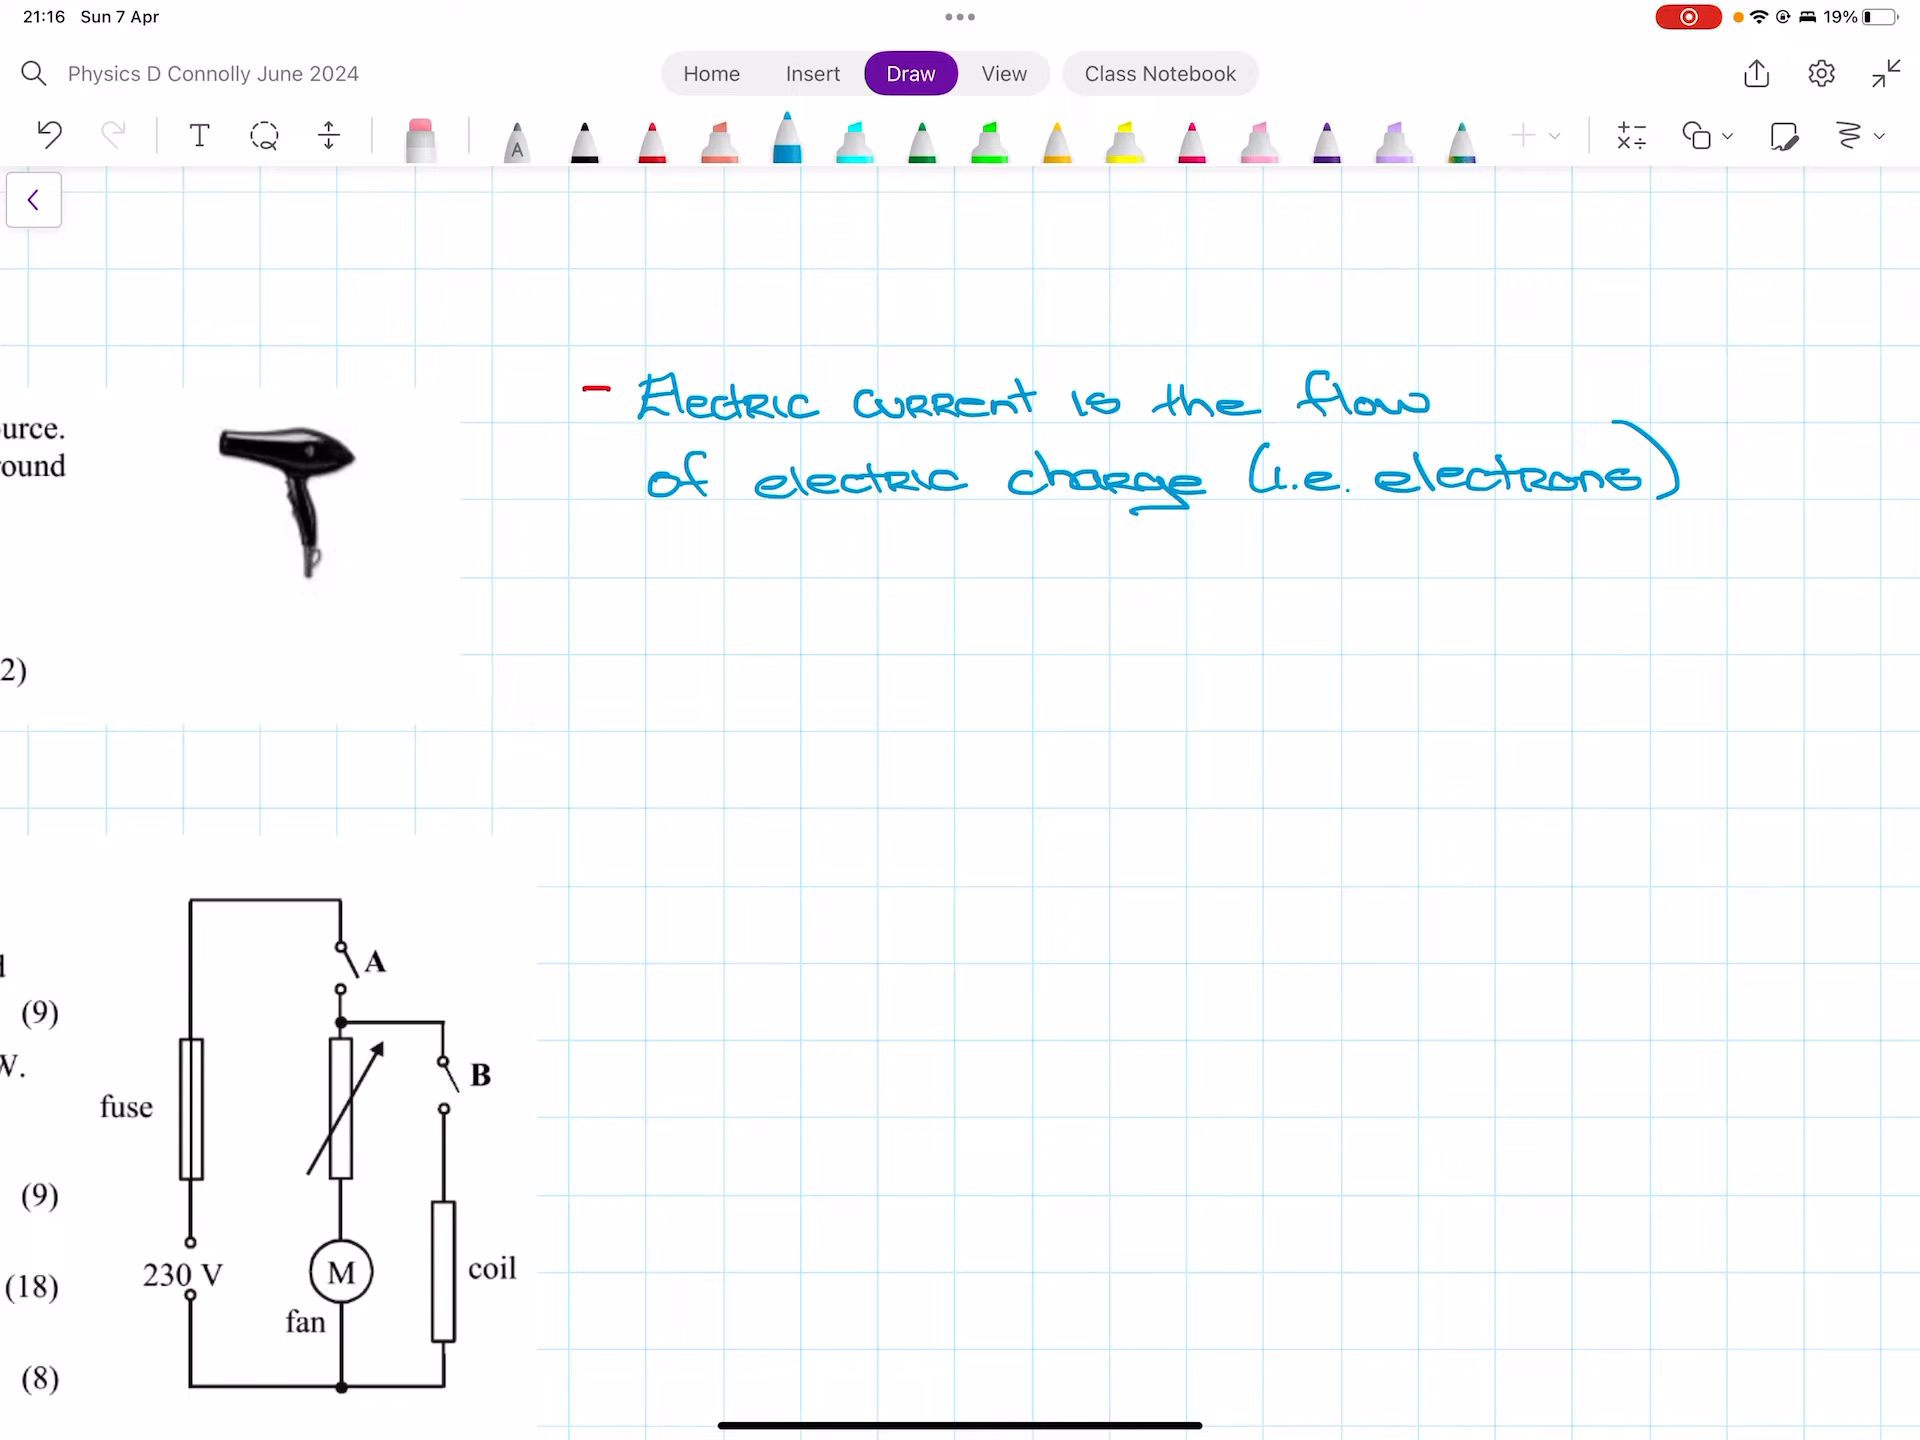 21:16 Sun 7 Apr
19%
Physics D Connolly June 2024
Home Insert Draw View Class Notebook
T
A
- Electric current is the flow
of electric charge (i.e. electrons)
urce.
ound
2)
A
(9)
W.
B
fuse
(9)
230 V
M
coil
(18)
fan
(8)